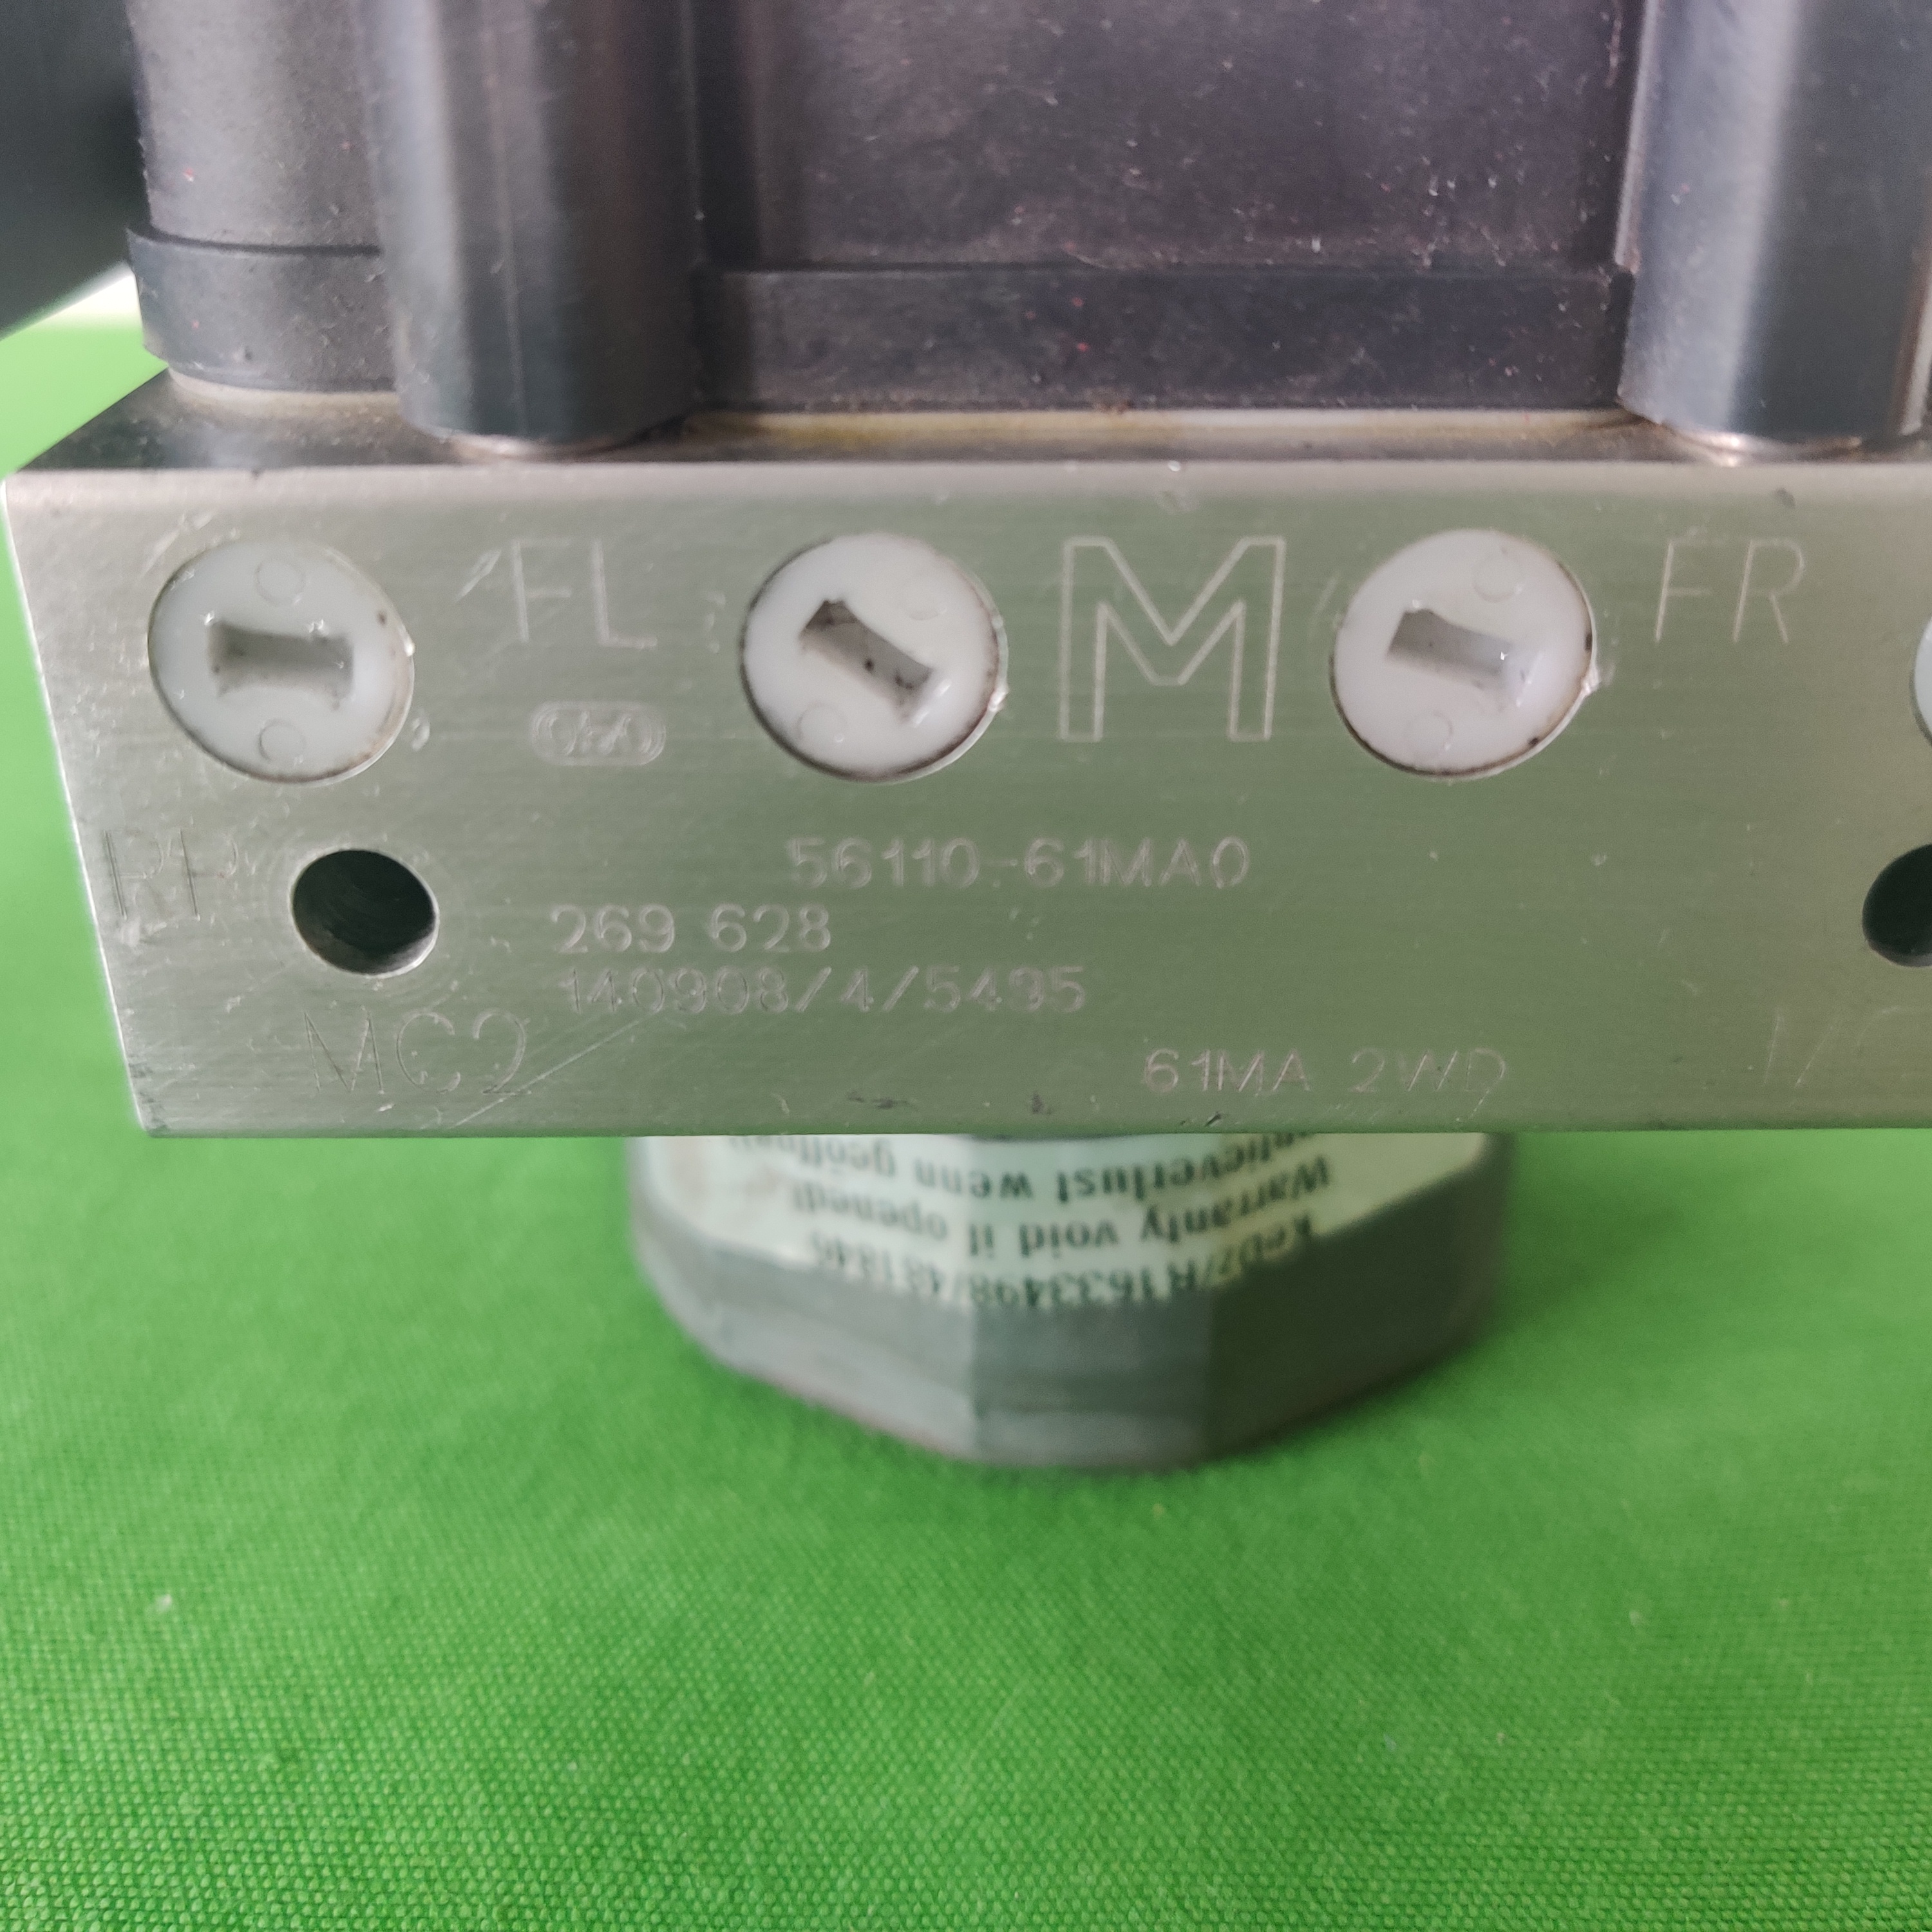 FL
M
FR
56110-61MA0
269 628
140908/4/5495
MC2
61MA 2WD
Warranty void if opened!